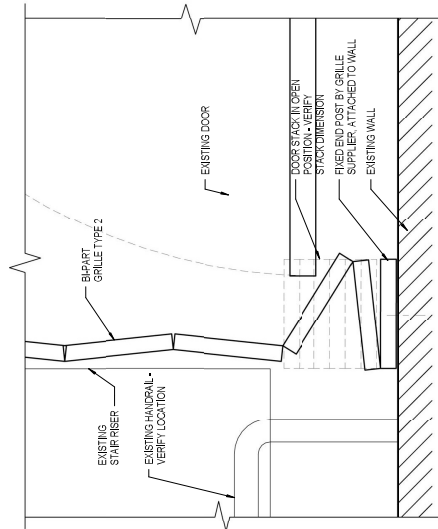 EXISTING DOOR
DOOR STACK IN OPEN
POSITION - VERIFY
STACK DIMENSION
FIXED END POST BY GRILLE
SUPPLIER, ATTACHED TO WALL
EXISTING WALL
BI-PART
GRILLE TYPE 2
EXISTING
STAIR RISER
EXISTING HANDRAIL -
VERIFY LOCATION